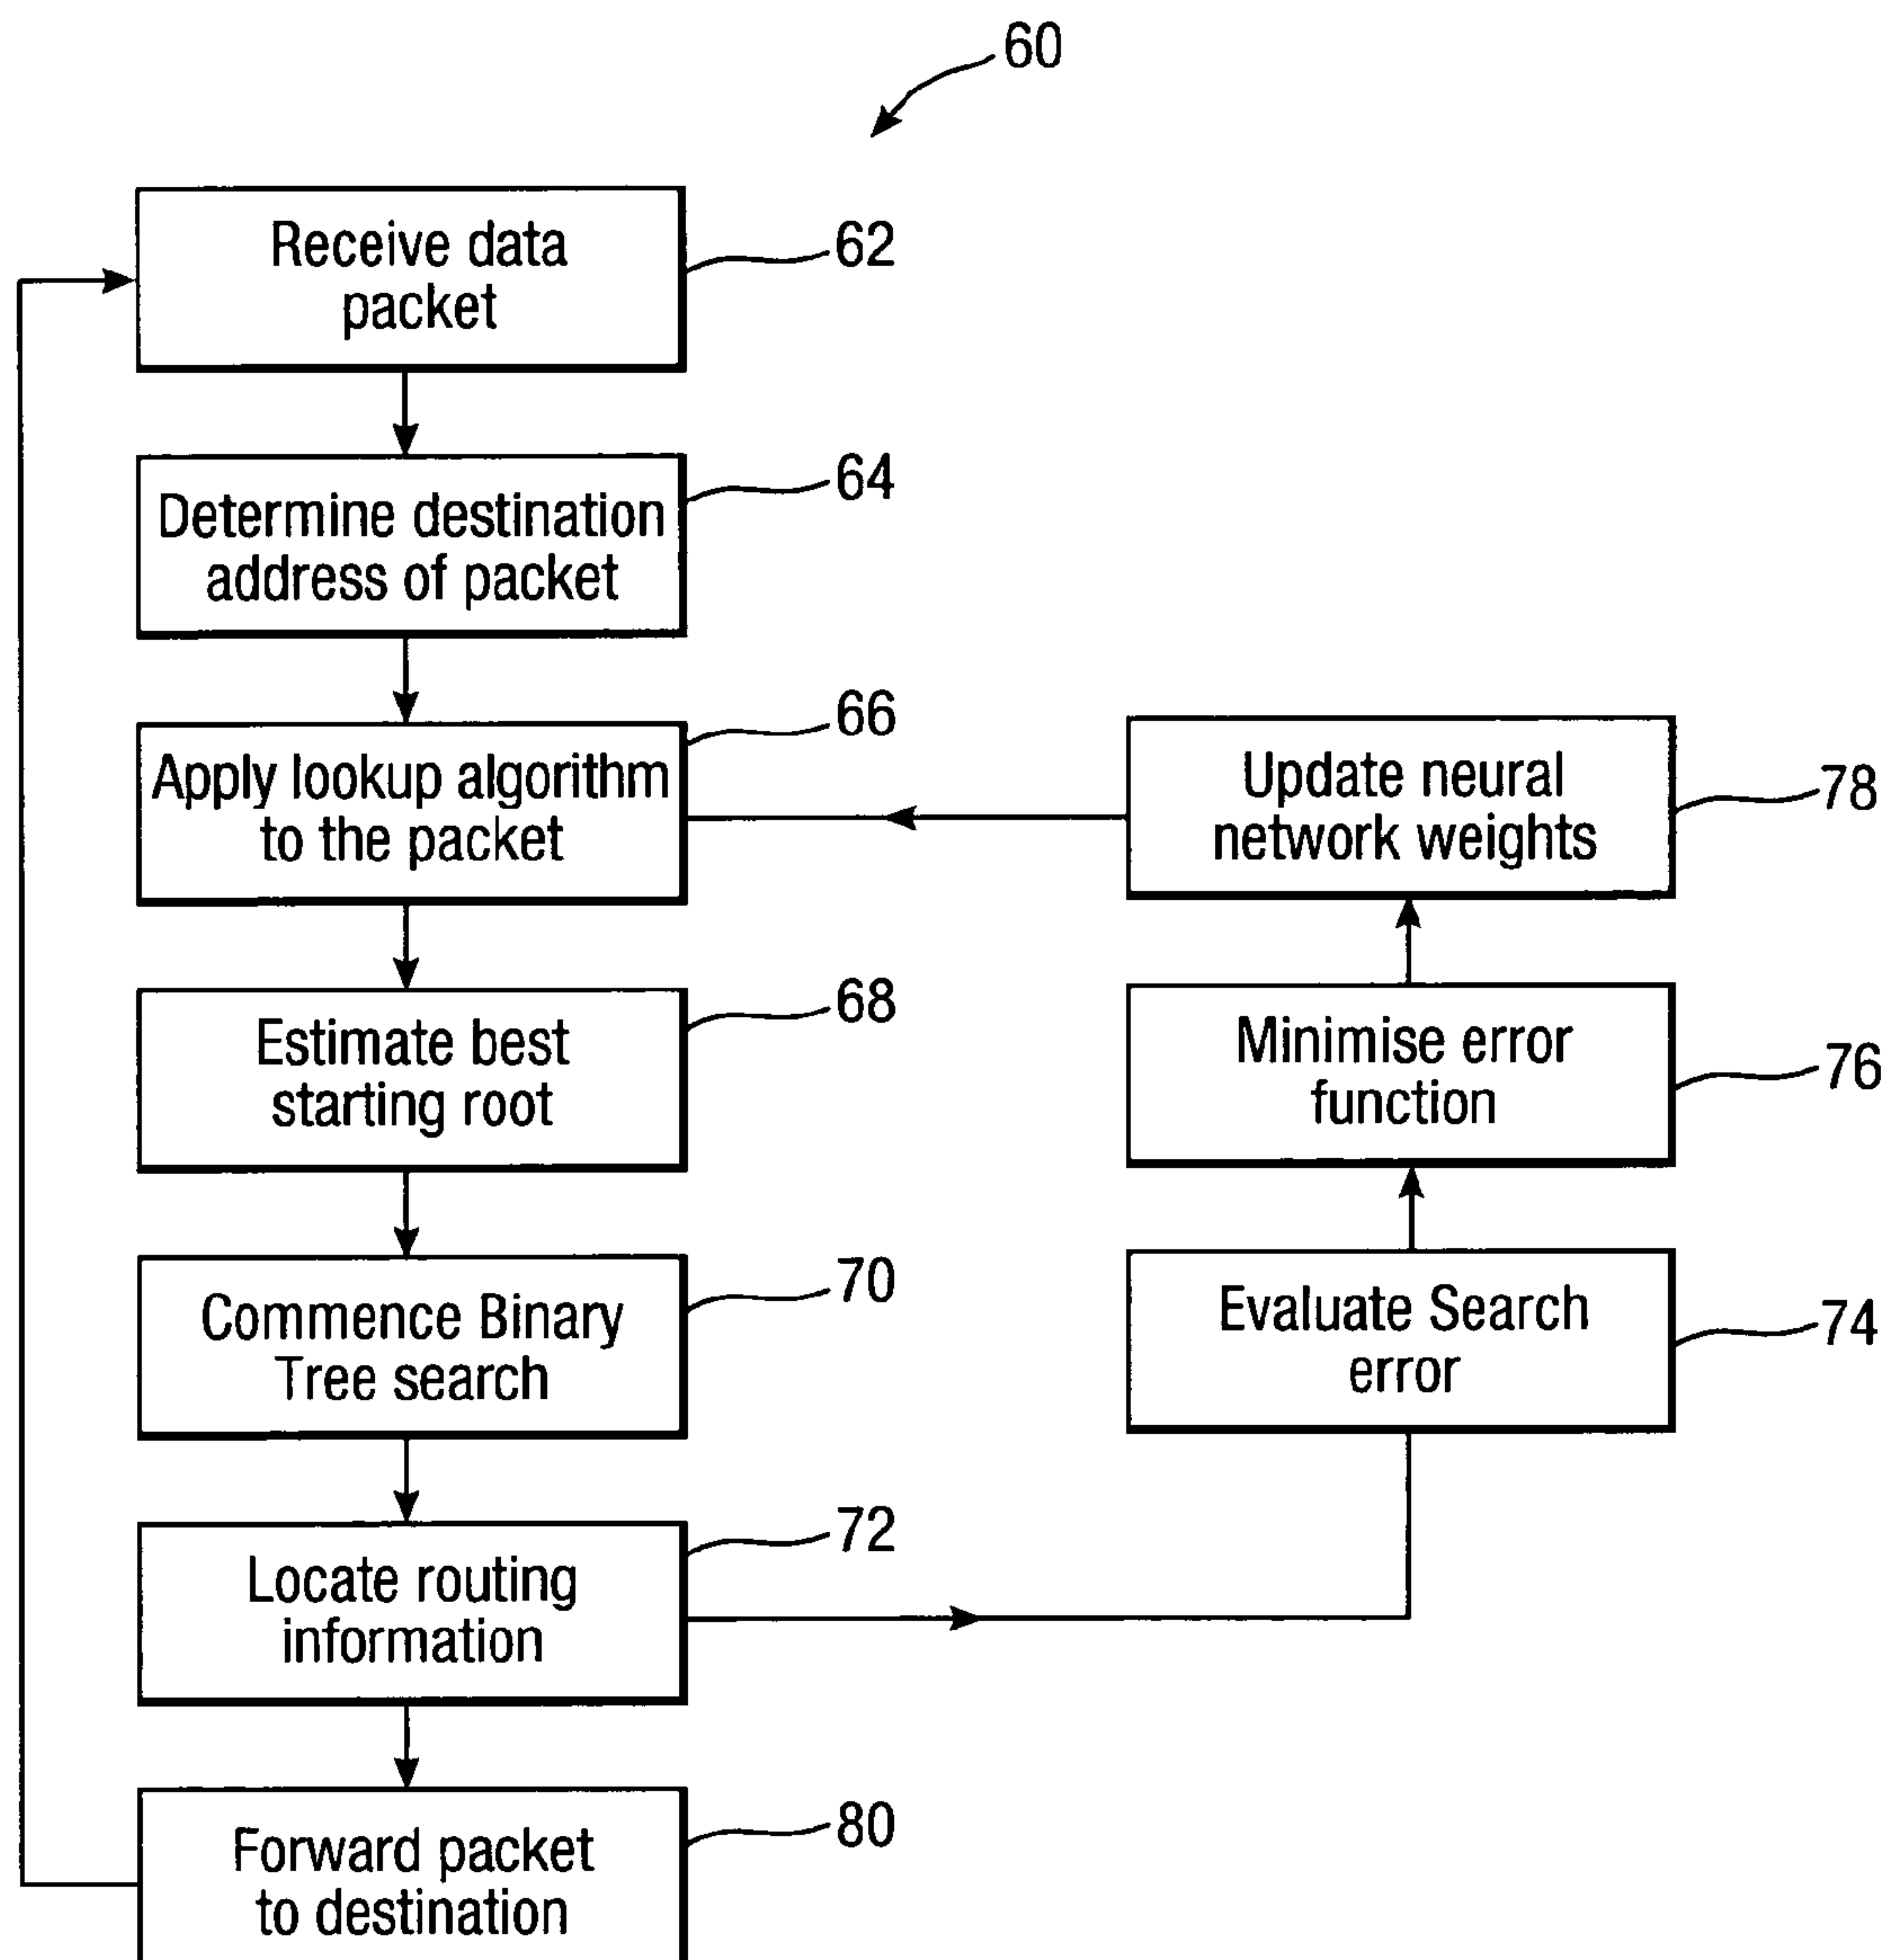 60
Receive data
packet
62
Determine destination
address of packet
64
Apply lookup algorithm
to the packet
66
Update neural
network weights
78
Estimate best
starting root
68
Minimise error
function
76
Commence Binary
Tree search
70
Evaluate Search
error
74
Locate routing
information
72
Forward packet
to destination
80